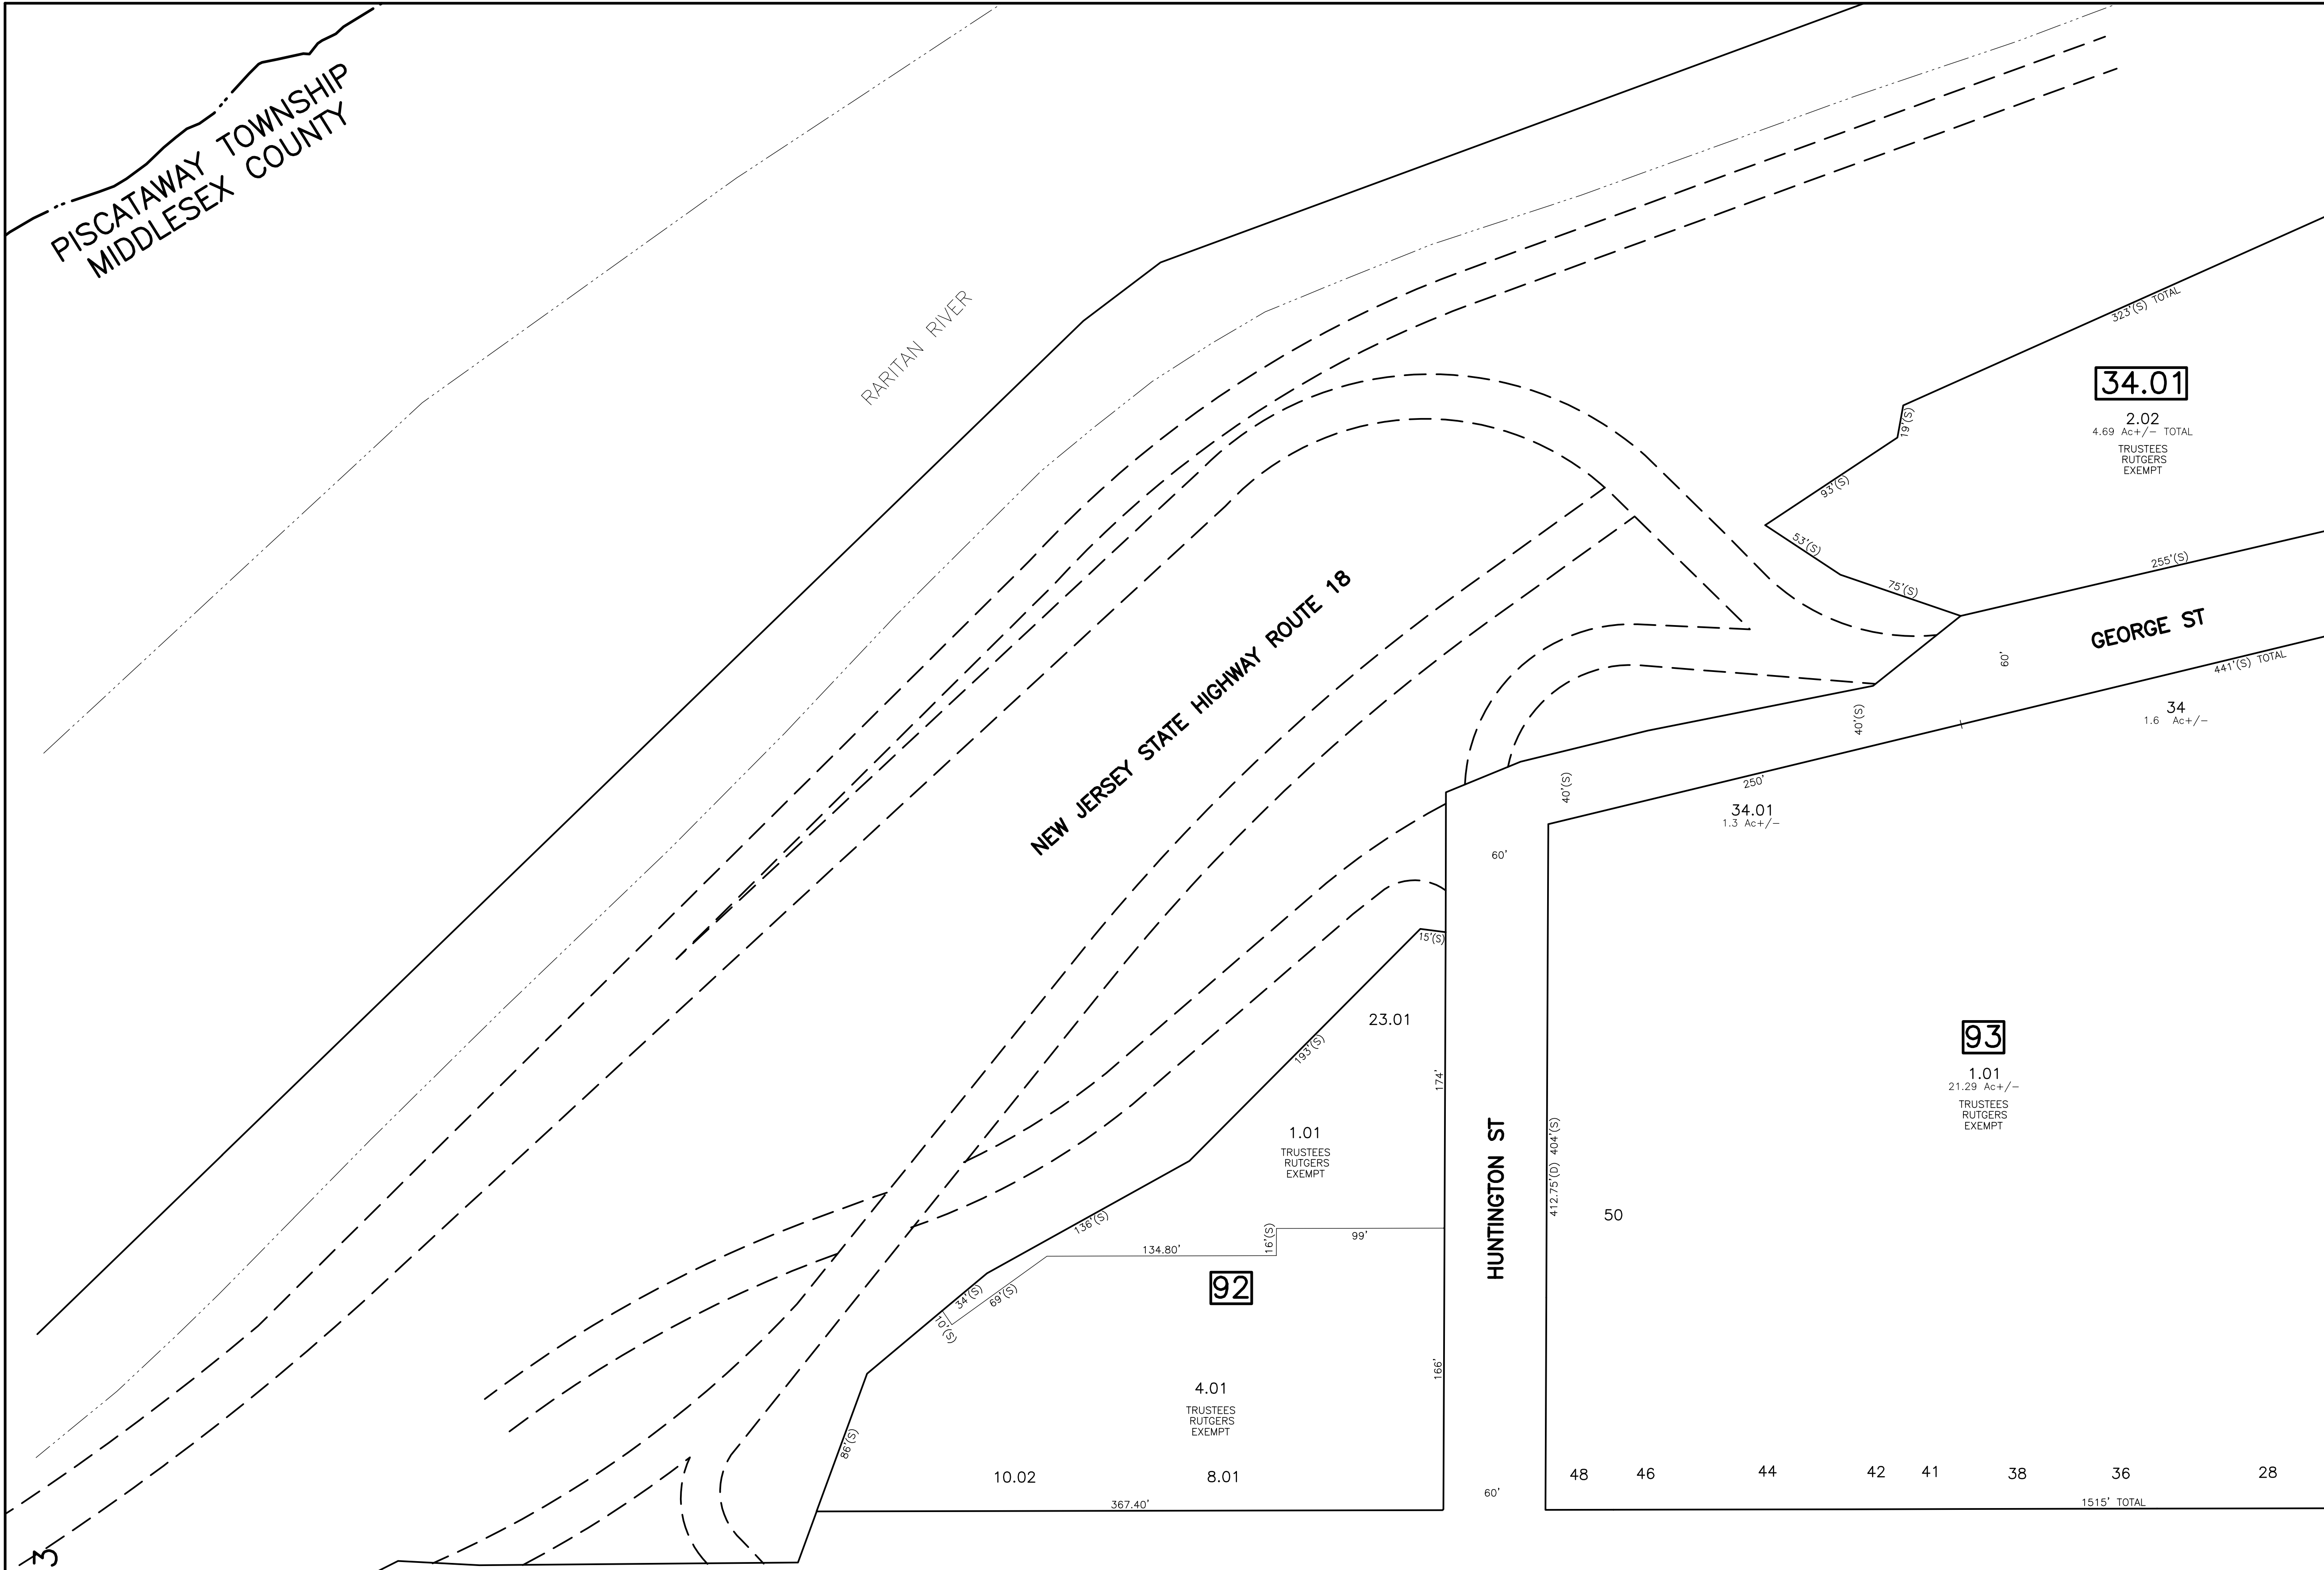 PISCATAWAY TOWNSHIP
MIDDLESEX COUNTY
RARITAN RIVER
323'(S) TOTAL
34.01
2.02
4.69 Ac+/- TOTAL
TRUSTEES
RUTGERS
EXEMPT
19'(S)
93'(S)
53'(S)
75'(S)
255'(S)
GEORGE ST
60'
441'(S) TOTAL
34
1.6 Ac+/-
40'(S)
40'(S)
250'
34.01
1.3 Ac+/-
NEW JERSEY STATE HIGHWAY ROUTE 18
60'
15'(S)
23.01
193'(S)
174'
93
1.01
21.29 Ac+/-
TRUSTEES
RUTGERS
EXEMPT
1.01
TRUSTEES
RUTGERS
EXEMPT
HUNTINGTON ST
412.75'(D) 404'(S)
50
136'(S)
134.80'
16'(S)
99'
92
34'(S)
69'(S)
10'(S)
166'
4.01
TRUSTEES
RUTGERS
EXEMPT
86'(S)
10.02
8.01
367.40'
60'
48
46
44
42
41
38
36
28
1515' TOTAL
3